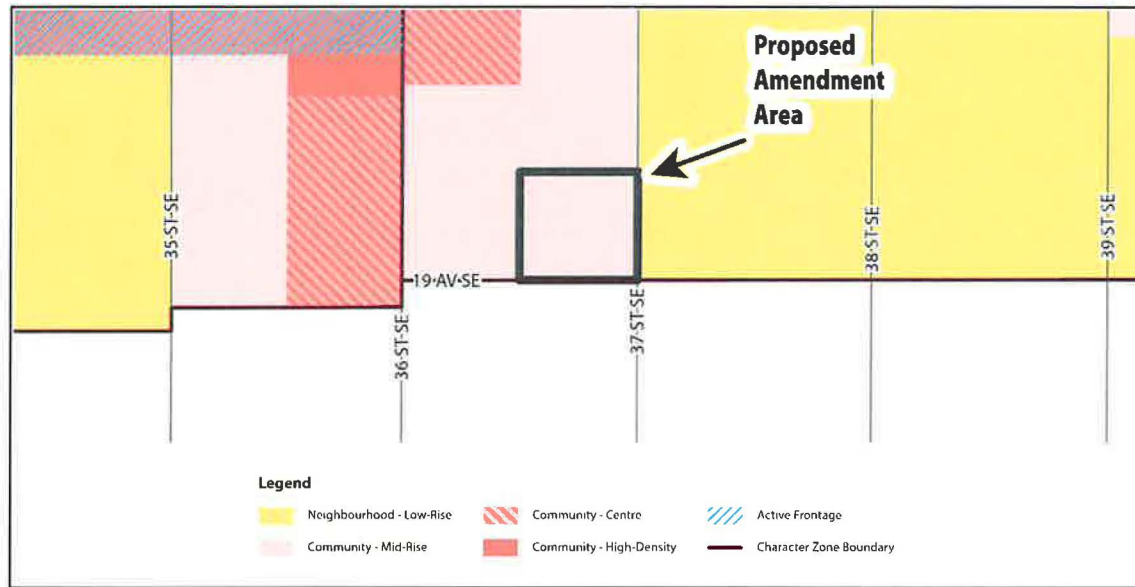 Proposed
Amendment
Area
35 ST SE
19 AV SE
36 ST SE
37 ST SE
38 ST SE
39 ST SE
Legend
Neighbourhood - Low-Rise
Community - Centre
Active Frontage
Community - Mid-Rise
Community - High-Density
Character Zone Boundary